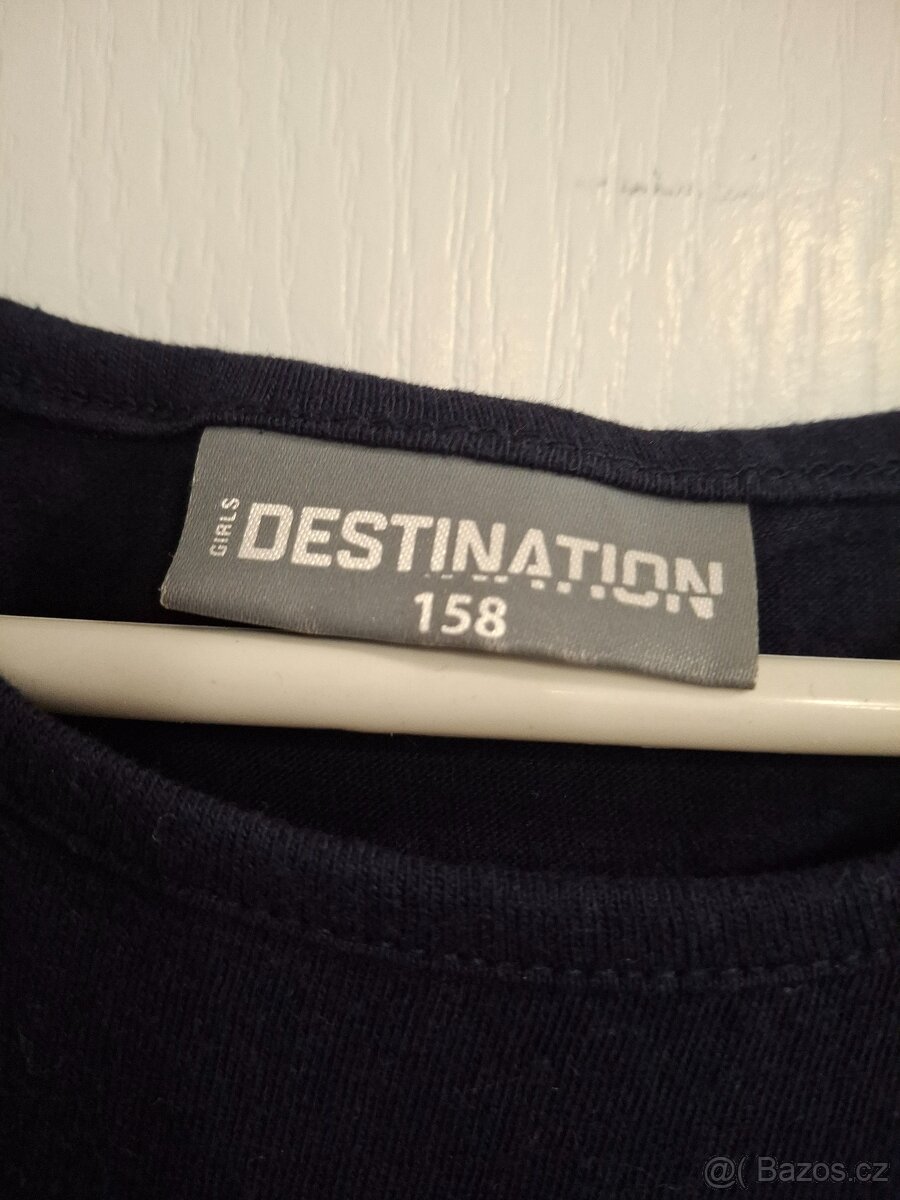 GIRLS DESTINATION
158
@( Bazos.cz